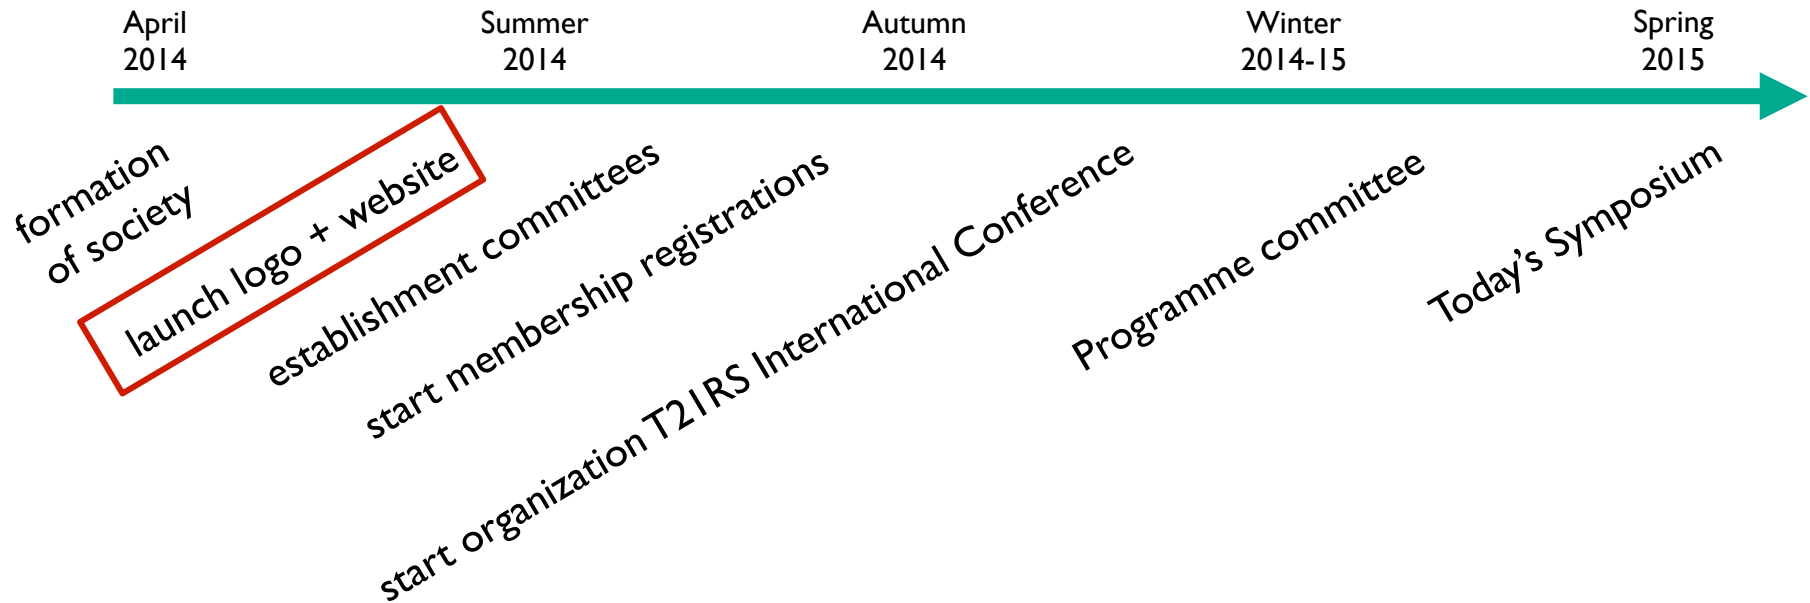 April
2014
Summer
2014
Autumn
2014
Winter
2014-15
Spring
2015
formation
of society
launch logo + website
establishment committees
start membership registrations
start organization T21RS International Conference
Programme committee
Today's Symposium